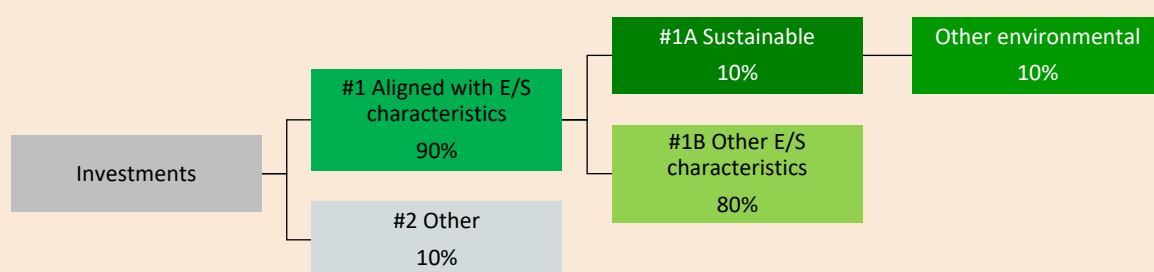 Investments
#1 Aligned with E/S
characteristics
90%
#2 Other
10%
#1A Sustainable
10%
#1B Other E/S
characteristics
80%
Other environmental
10%